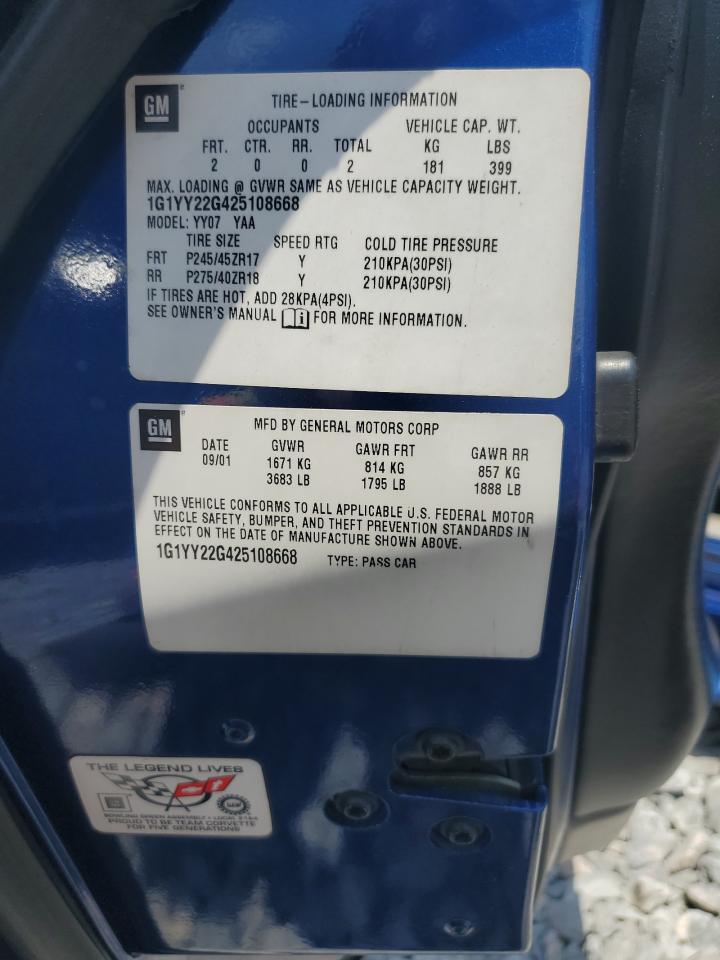 GM
TIRE-LOADING INFORMATION
OCCUPANTS VEHICLE CAP. WT.
FRT. CTR. RR. TOTAL KG LBS
2 0 0 2 181 399
MAX. LOADING @ GVWR SAME AS VEHICLE CAPACITY WEIGHT.
1G1YY22G425108668
MODEL: YY07 YAA
TIRE SIZE SPEED RTG COLD TIRE PRESSURE
FRT P245/45ZR17 Y 210KPA(30PSI)
RR P275/40ZR18 Y 210KPA(30PSI)
IF TIRES ARE HOT, ADD 28KPA(4PSI).
SEE OWNER'S MANUAL i FOR MORE INFORMATION.
GM
MFD BY GENERAL MOTORS CORP
DATE GVWR GAWR FRT GAWR RR
09/01 1671 KG 814 KG 857 KG
3683 LB 1795 LB 1888 LB
THIS VEHICLE CONFORMS TO ALL APPLICABLE U.S. FEDERAL MOTOR
VEHICLE SAFETY, BUMPER, AND THEFT PREVENTION STANDARDS IN
EFFECT ON THE DATE OF MANUFACTURE SHOWN ABOVE.
1G1YY22G425108668 TYPE: PASS CAR
THE LEGEND LIVES
BOWLING GREEN ASSEMBLY • LOCAL 2164
PROUD TO BE TEAM CORVETTE
FOR FIVE GENERATIONS